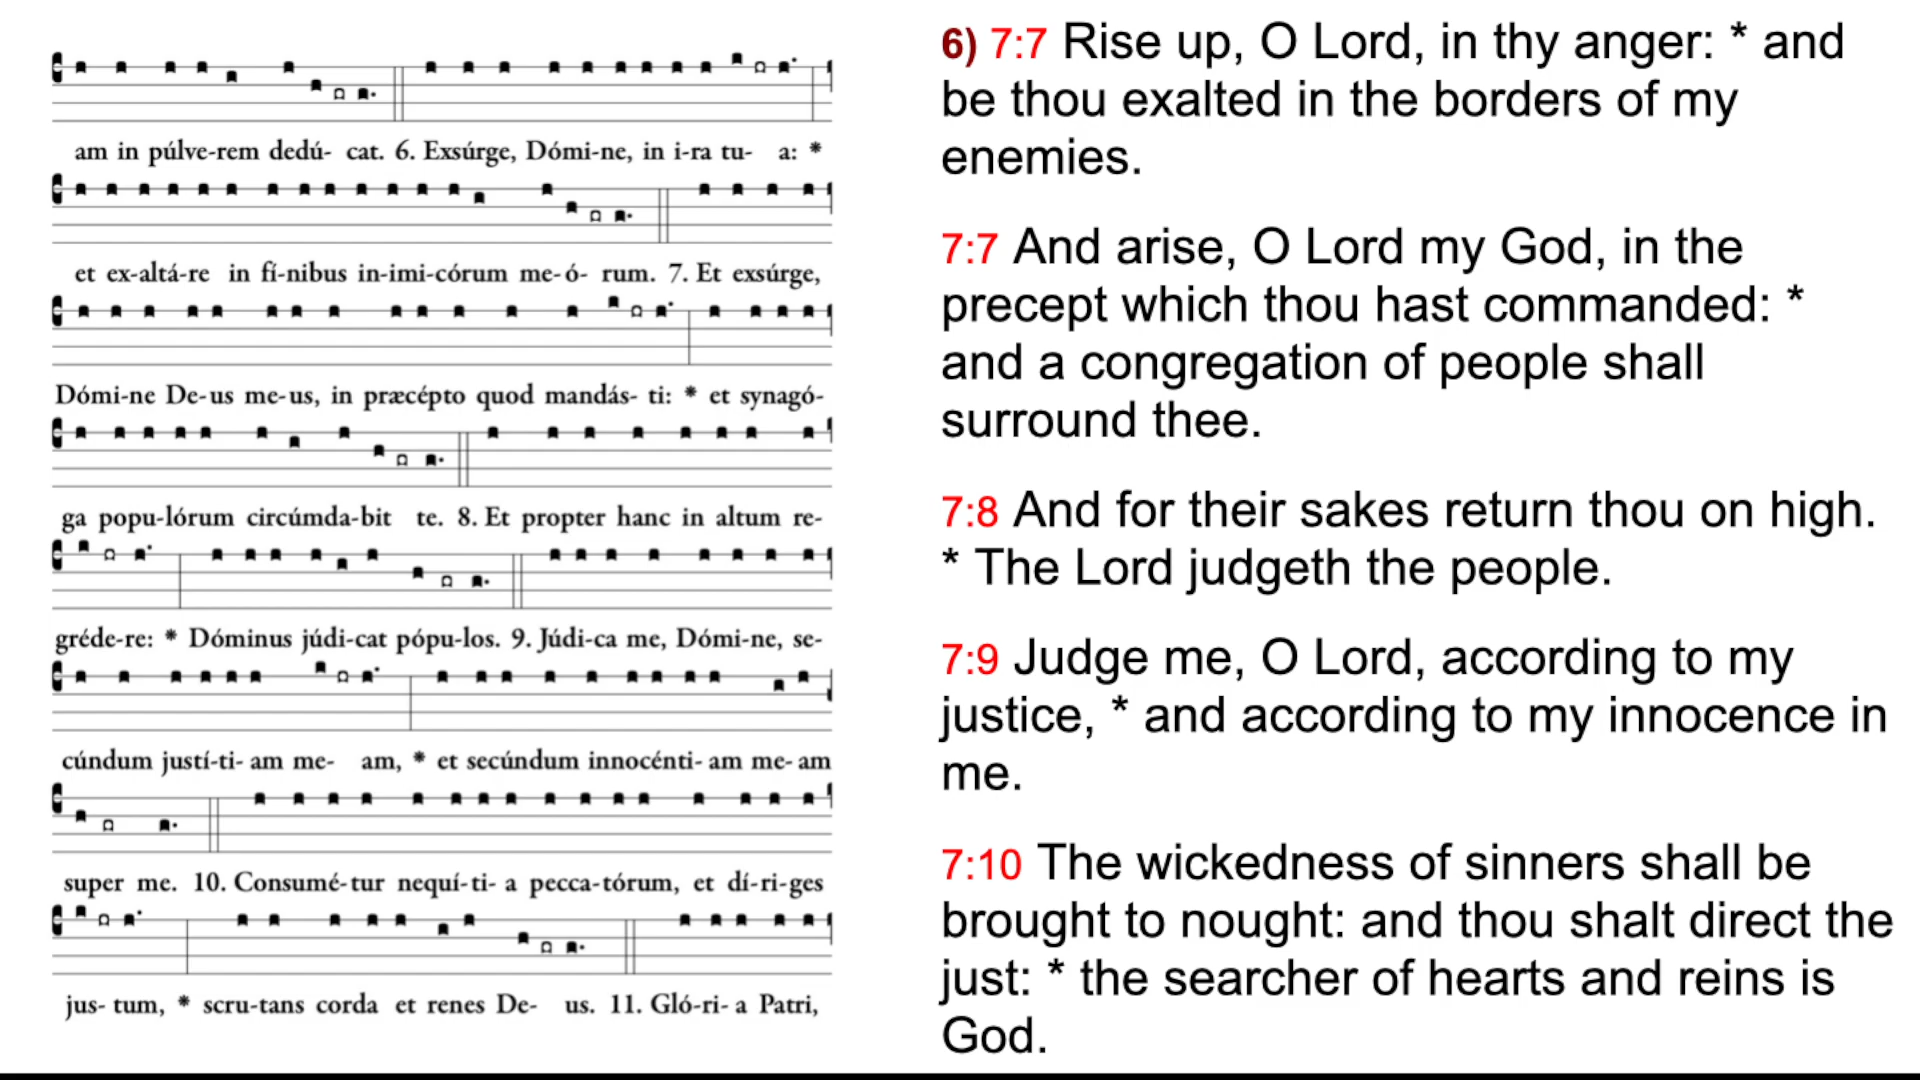 am in púlve-rem dedú- cat. 6. Exsúrge, Dómi-ne, in i-ra tu- a: *
et ex-altá-re in fí-nibus in-imi-córum me-ó- rum. 7. Et exsúrge,
Dómi-ne De-us me-us, in præcépto quod mandás- ti: * et synagó-
ga popu-lórum circúmda-bit te. 8. Et propter hanc in altum re-
gréde-re: * Dóminus júdi-cat pópu-los. 9. Júdi-ca me, Dómi-ne, se-
cúndum justí-ti- am me- am, * et secúndum innocénti- am me- am
super me. 10. Consumé-tur nequí-ti- a pecca-tórum, et dí-ri-ges
jus- tum, * scru-tans corda et renes De- us. 11. Gló-ri- a Patri,
6) 7:7 Rise up, O Lord, in thy anger: * and
be thou exalted in the borders of my
enemies.
7:7 And arise, O Lord my God, in the
precept which thou hast commanded: *
and a congregation of people shall
surround thee.
7:8 And for their sakes return thou on high.
* The Lord judgeth the people.
7:9 Judge me, O Lord, according to my
justice, * and according to my innocence in
me.
7:10 The wickedness of sinners shall be
brought to nought: and thou shalt direct the
just: * the searcher of hearts and reins is
God.